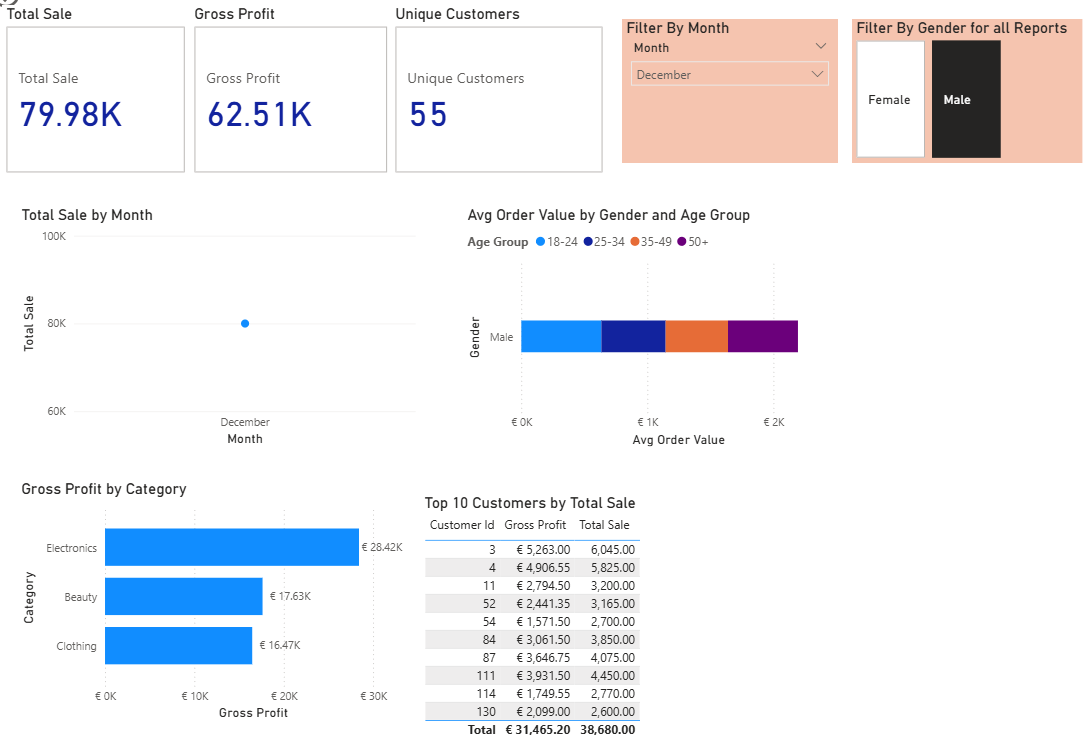 Total Sale
Gross Profit
Unique Customers
Total Sale
79.98K
Gross Profit
62.51K
Unique Customers
55
Filter By Month
Month
December
Filter By Gender for all Reports
Female
Male
Total Sale by Month
100K
80K
60K
Total Sale
December
Month
Avg Order Value by Gender and Age Group
Age Group 18-24 25-34 35-49 50+
Gender
Male
€ 0K € 1K € 2K
Avg Order Value
Gross Profit by Category
Category
Electronics € 28.42K
Beauty € 17.63K
Clothing € 16.47K
€ 0K € 10K € 20K € 30K
Gross Profit
Top 10 Customers by Total Sale
Customer Id Gross Profit Total Sale
3 € 5,263.00 6,045.00
4 € 4,906.55 5,825.00
11 € 2,794.50 3,200.00
52 € 2,441.35 3,165.00
54 € 1,571.50 2,700.00
84 € 3,061.50 3,850.00
87 € 3,646.75 4,075.00
111 € 3,931.50 4,450.00
114 € 1,749.55 2,770.00
130 € 2,099.00 2,600.00
Total € 31,465.20 38,680.00